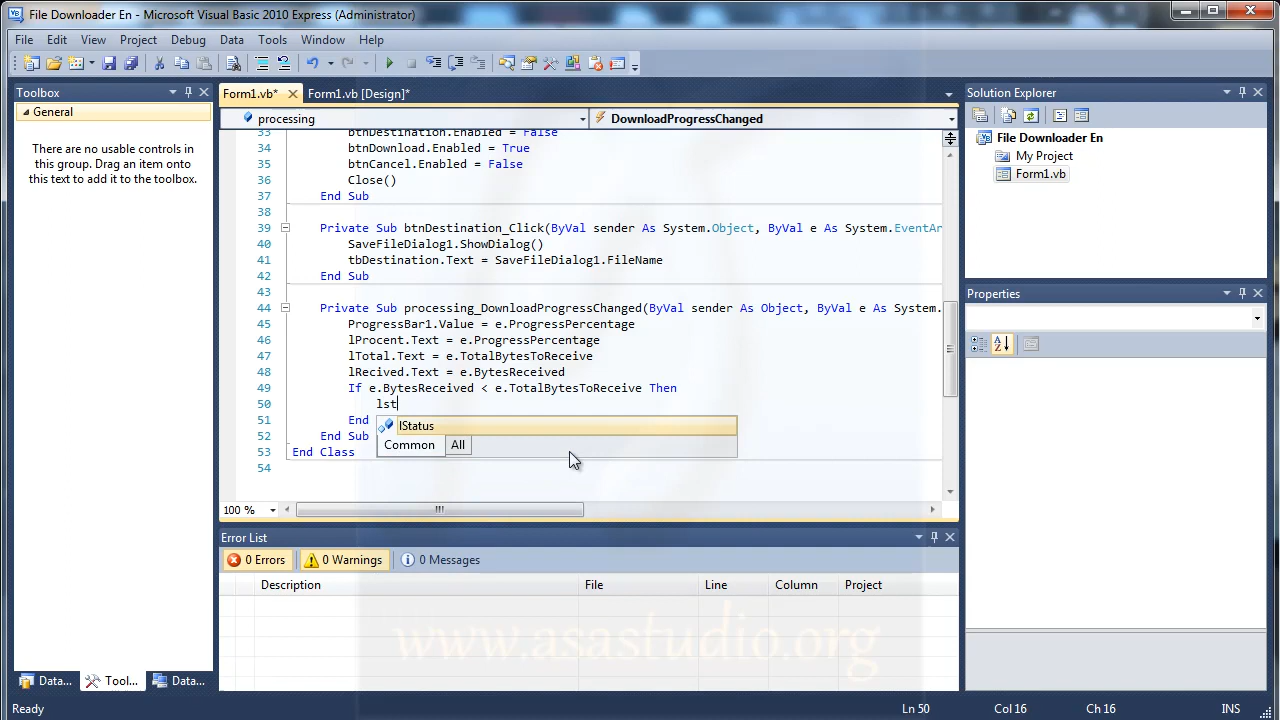 File Downloader En - Microsoft Visual Basic 2010 Express (Administrator)
File Edit View Project Debug Data Tools Window Help
Toolbox
General
There are no usable controls in
this group. Drag an item onto
this text to add it to the toolbox.
Data...
Tool...
Data...
Form1.vb*
Form1.vb [Design]*
processing
DownloadProgressChanged
33 btnDestination.Enabled = False
34 btnDownload.Enabled = True
35 btnCancel.Enabled = False
36 Close()
37 End Sub
38
39 Private Sub btnDestination_Click(ByVal sender As System.Object, ByVal e As System.EventAr
40 SaveFileDialog1.ShowDialog()
41 tbDestination.Text = SaveFileDialog1.FileName
42 End Sub
43
44 Private Sub processing_DownloadProgressChanged(ByVal sender As Object, ByVal e As System.
45 ProgressBar1.Value = e.ProgressPercentage
46 lProcent.Text = e.ProgressPercentage
47 lTotal.Text = e.TotalBytesToReceive
48 lRecived.Text = e.BytesReceived
49 If e.BytesReceived < e.TotalBytesToReceive Then
50 lst
51 End
52 End Sub
53 End Class
54
lStatus
Common All
100 %
Error List
0 Errors 0 Warnings 0 Messages
Description File Line Column Project
www.asastudio.org
Solution Explorer
File Downloader En
My Project
Form1.vb
Properties
Ready Ln 50 Col 16 Ch 16 INS